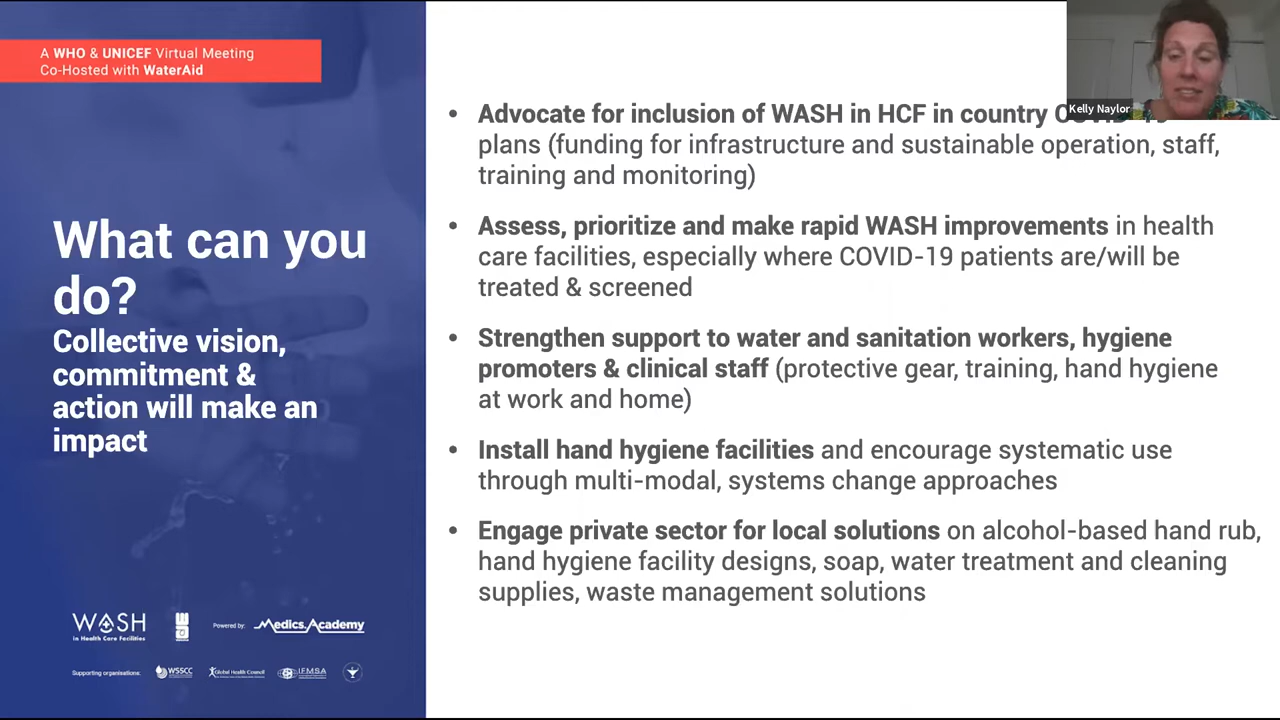 A WHO & UNICEF Virtual Meeting
Co-Hosted with WaterAid
What can you
do?
Collective vision,
commitment &
action will make an
impact
WASH
in Health Care Facilities
Powered by: Medics.Academy
Supporting organisations: WSSCC Global Health Council IFMSA
Kelly Naylor
• Advocate for inclusion of WASH in HCF in country COVID-19
plans (funding for infrastructure and sustainable operation, staff,
training and monitoring)
• Assess, prioritize and make rapid WASH improvements in health
care facilities, especially where COVID-19 patients are/will be
treated & screened
• Strengthen support to water and sanitation workers, hygiene
promoters & clinical staff (protective gear, training, hand hygiene
at work and home)
• Install hand hygiene facilities and encourage systematic use
through multi-modal, systems change approaches
• Engage private sector for local solutions on alcohol-based hand rub,
hand hygiene facility designs, soap, water treatment and cleaning
supplies, waste management solutions